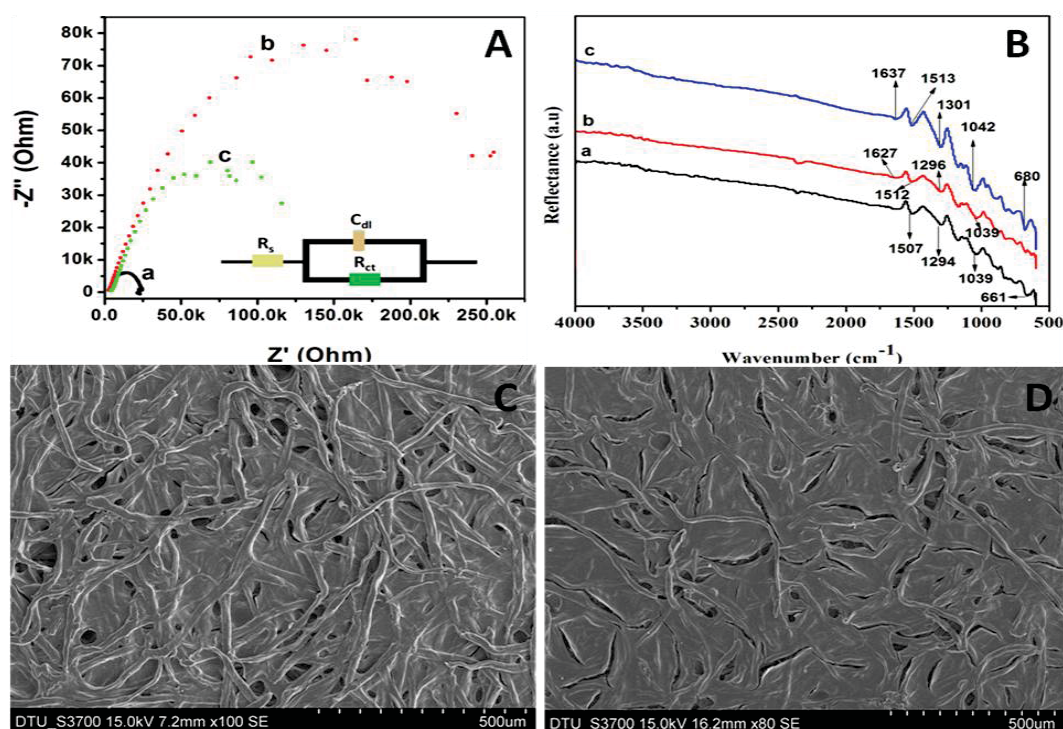 A
80k
70k
60k
50k
40k
30k
20k
10k
0
-Z" (Ohm)
b
c
a
Rs
Cdl
Rct
0.0
50.0k
100.0k
150.0k
200.0k
250.0k
Z' (Ohm)
B
c
b
a
1637
1513
1301
1042
680
1627
1296
1512
1039
1507
1294
1039
661
Reflectance (a.u)
4000
3500
3000
2500
2000
1500
1000
500
Wavenumber (cm-1)
C
DTU_S3700 15.0kV 7.2mm x100 SE
500um
D
DTU_S3700 15.0kV 16.2mm x80 SE
500um